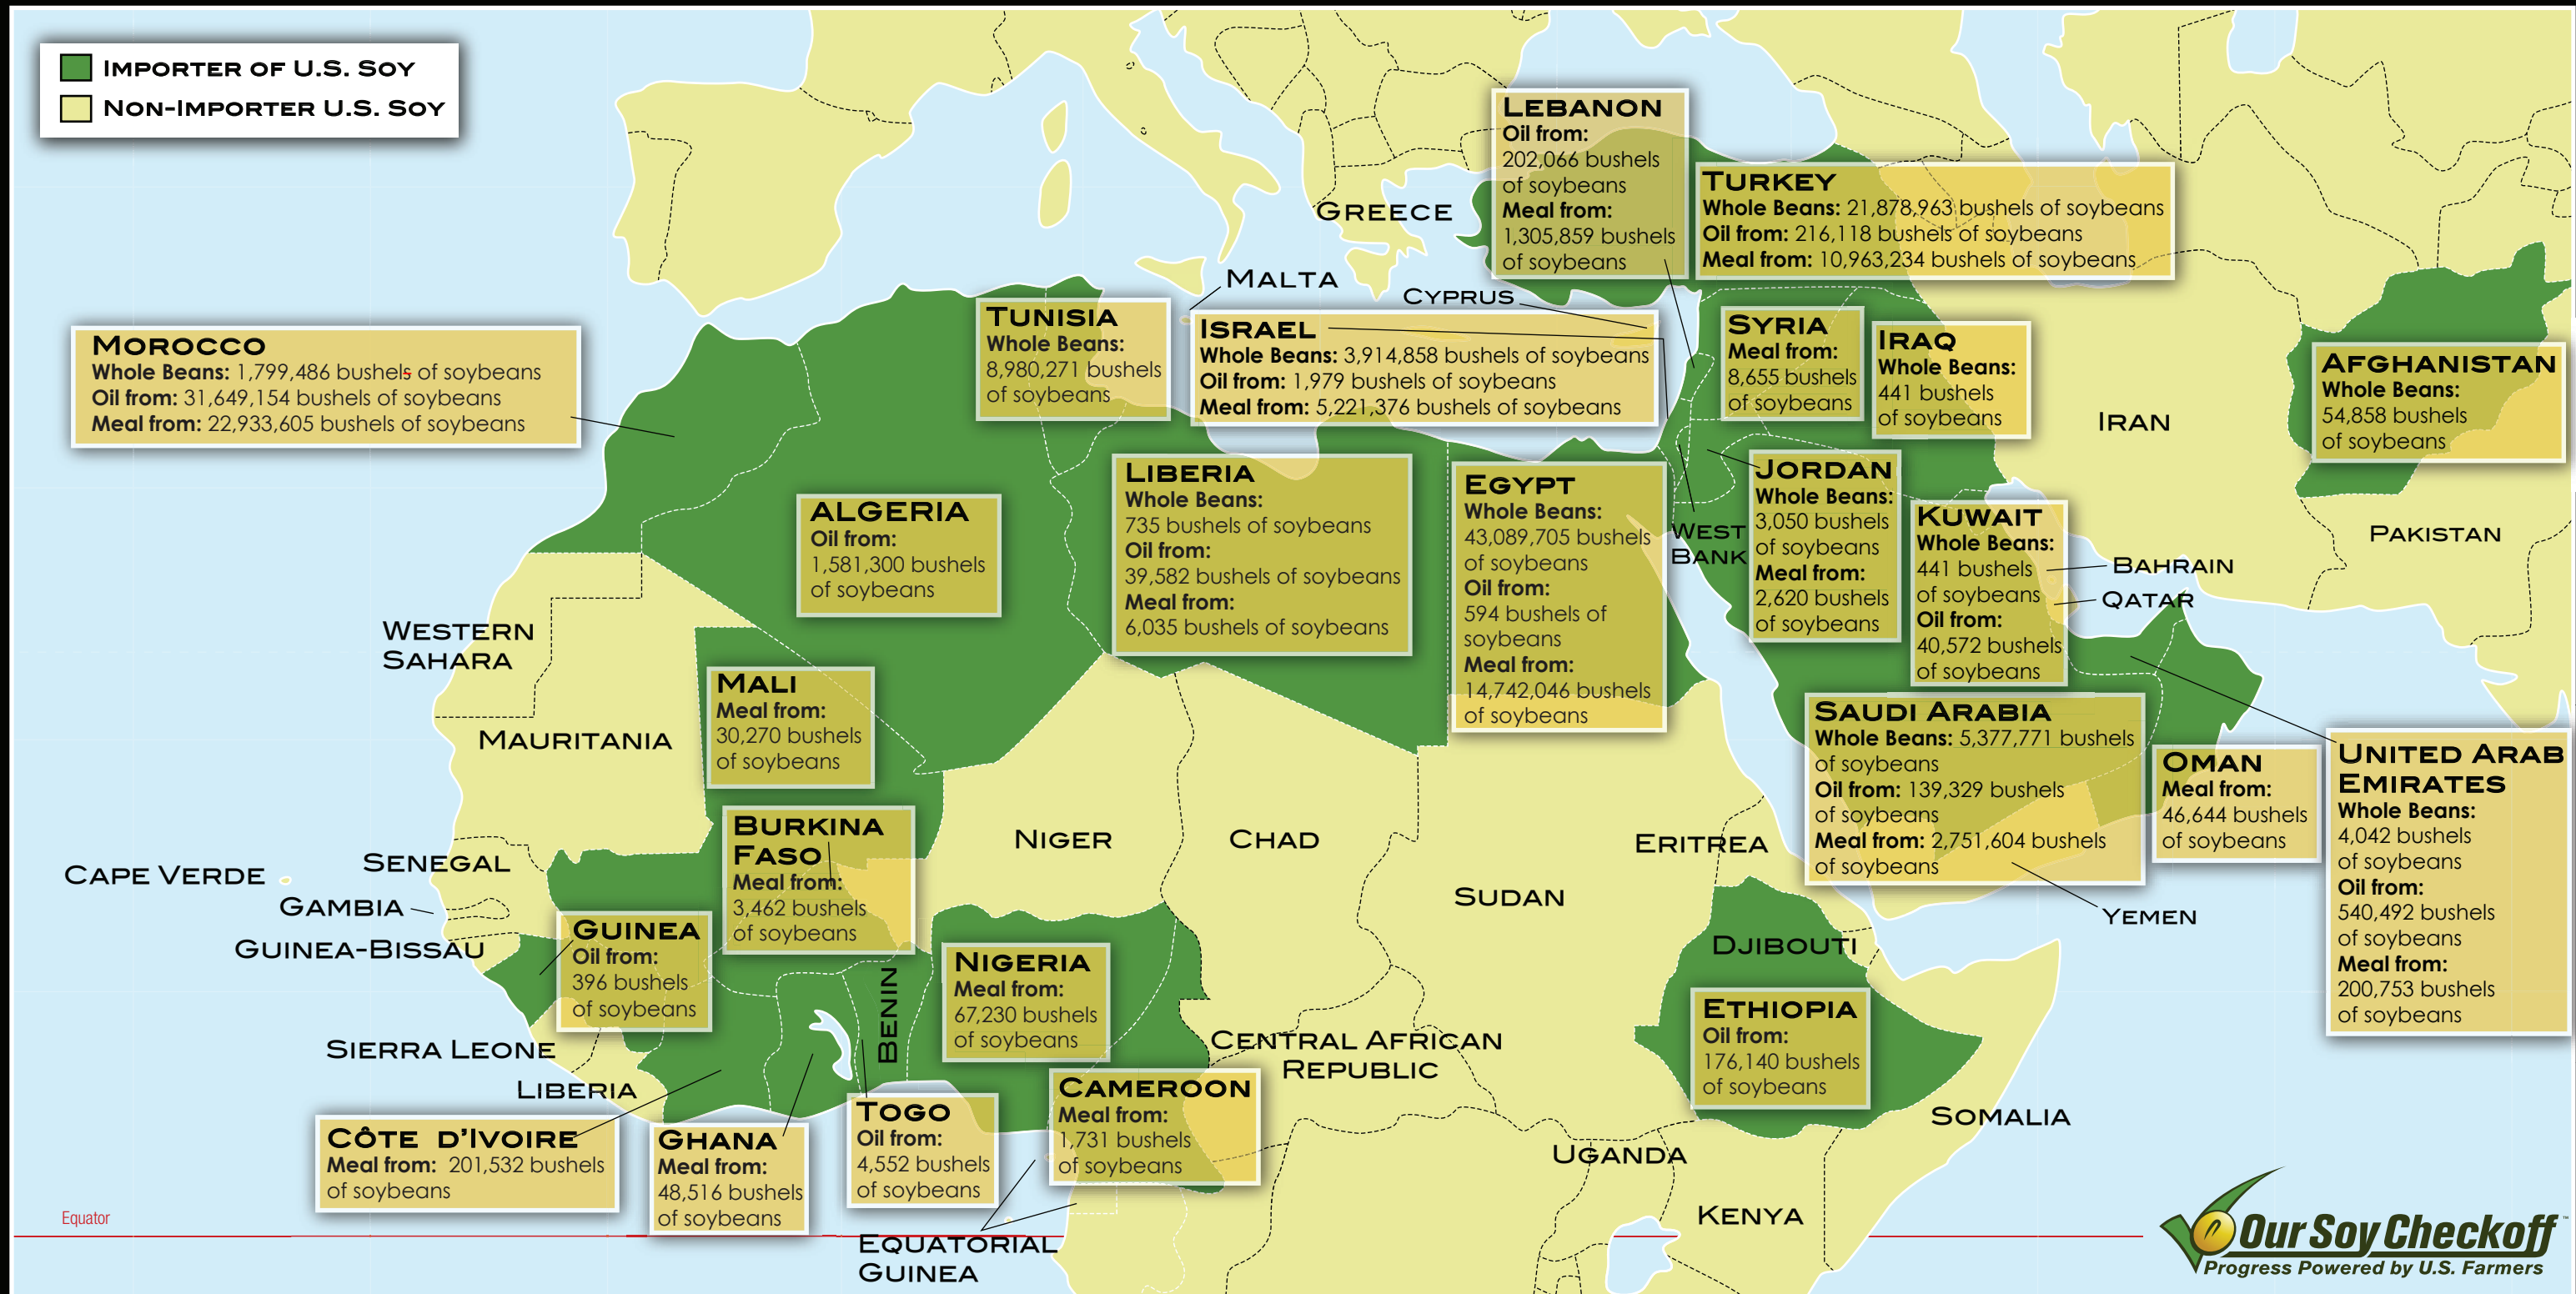 IMPORTER OF U.S. SOY
NON-IMPORTER U.S. SOY
LEBANON
Oil from:
202,066 bushels
of soybeans
Meal from:
1,305,859 bushels
of soybeans
TURKEY
Whole Beans: 21,878,963 bushels of soybeans
Oil from: 216,118 bushels of soybeans
Meal from: 10,963,234 bushels of soybeans
GREECE
MALTA
CYPRUS
MOROCCO
Whole Beans: 1,799,486 bushels of soybeans
Oil from: 31,649,154 bushels of soybeans
Meal from: 22,933,605 bushels of soybeans
TUNISIA
Whole Beans:
8,980,271 bushels
of soybeans
ISRAEL
Whole Beans: 3,914,858 bushels of soybeans
Oil from: 1,979 bushels of soybeans
Meal from: 5,221,376 bushels of soybeans
SYRIA
Meal from:
8,655 bushels
of soybeans
IRAQ
Whole Beans:
441 bushels
of soybeans
IRAN
AFGHANISTAN
Whole Beans:
54,858 bushels
of soybeans
PAKISTAN
ALGERIA
Oil from:
1,581,300 bushels
of soybeans
LIBERIA
Whole Beans:
735 bushels of soybeans
Oil from:
39,582 bushels of soybeans
Meal from:
6,035 bushels of soybeans
EGYPT
Whole Beans:
43,089,705 bushels
of soybeans
Oil from:
594 bushels of
soybeans
Meal from:
14,742,046 bushels
of soybeans
WEST
BANK
JORDAN
Whole Beans:
3,050 bushels
of soybeans
Meal from:
2,620 bushels
of soybeans
KUWAIT
Whole Beans:
441 bushels
of soybeans
Oil from:
40,572 bushels
of soybeans
BAHRAIN
QATAR
WESTERN
SAHARA
MAURITANIA
MALI
Meal from:
30,270 bushels
of soybeans
SAUDI ARABIA
Whole Beans: 5,377,771 bushels
of soybeans
Oil from: 139,329 bushels
of soybeans
Meal from: 2,751,604 bushels
of soybeans
OMAN
Meal from:
46,644 bushels
of soybeans
UNITED ARAB
EMIRATES
Whole Beans:
4,042 bushels
of soybeans
Oil from:
540,492 bushels
of soybeans
Meal from:
200,753 bushels
of soybeans
YEMEN
BURKINA
FASO
Meal from:
3,462 bushels
of soybeans
NIGER
CHAD
SUDAN
ERITREA
CAPE VERDE
SENEGAL
GAMBIA
GUINEA-BISSAU
GUINEA
Oil from:
396 bushels
of soybeans
BENIN
NIGERIA
Meal from:
67,230 bushels
of soybeans
DJIBOUTI
ETHIOPIA
Oil from:
176,140 bushels
of soybeans
SIERRA LEONE
LIBERIA
CENTRAL AFRICAN
REPUBLIC
CAMEROON
Meal from:
1,731 bushels
of soybeans
CÔTE D'IVOIRE
Meal from: 201,532 bushels
of soybeans
GHANA
Meal from:
48,516 bushels
of soybeans
TOGO
Oil from:
4,552 bushels
of soybeans
SOMALIA
UGANDA
KENYA
EQUATORIAL
GUINEA
Equator
Our Soy Checkoff™
Progress Powered by U.S. Farmers